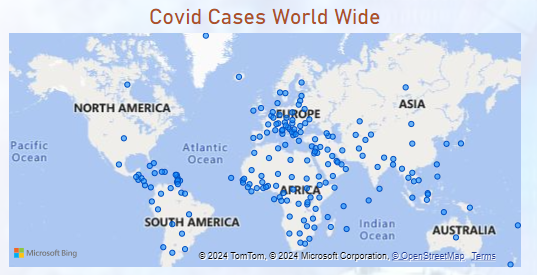 Covid Cases World Wide
NORTH AMERICA
EUROPE
ASIA
Pacific
Ocean
Atlantic
Ocean
AFRICA
SOUTH AMERICA
Indian
Ocean
AUSTRALIA
Microsoft Bing
© 2024 TomTom, © 2024 Microsoft Corporation, © OpenStreetMap Terms